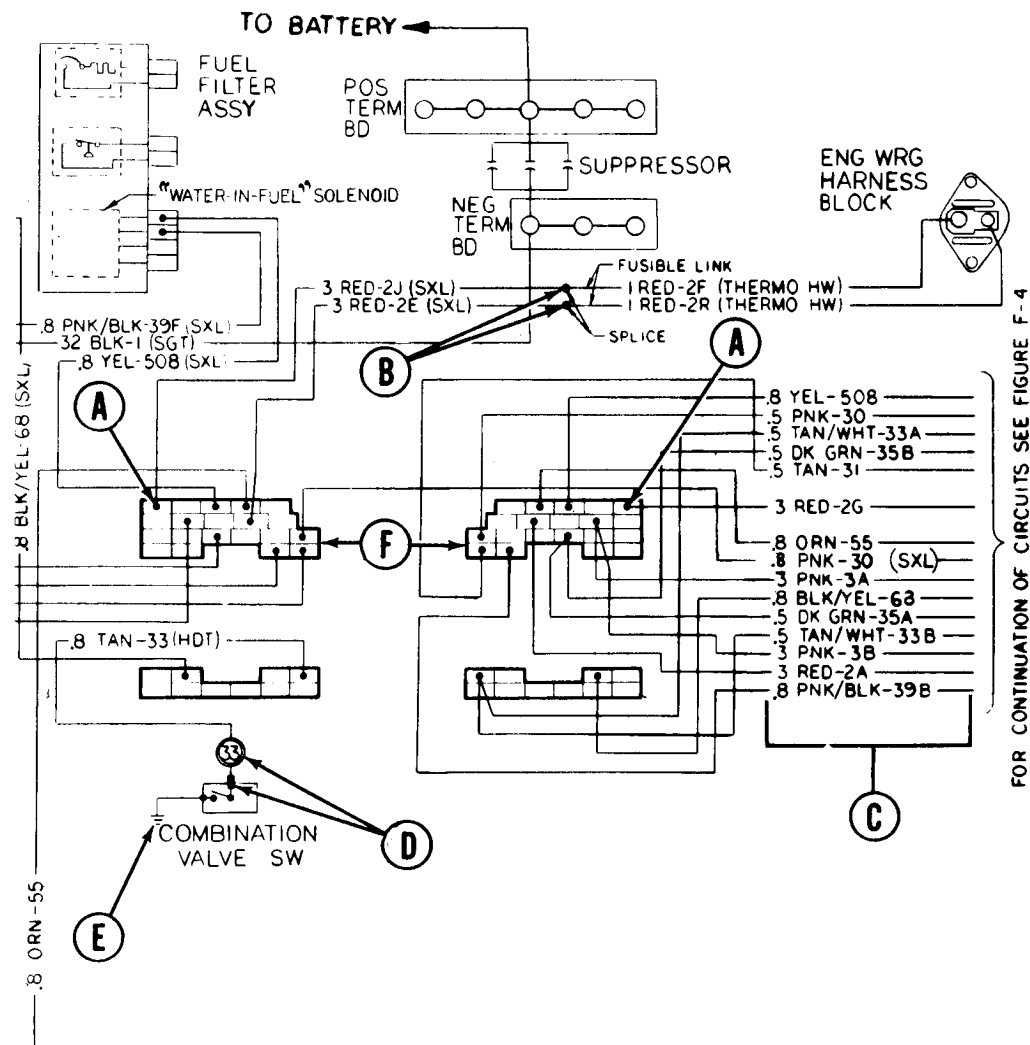 TO BATTERY
FUEL
FILTER
ASSY
POS
TERM
BD
SUPPRESSOR
"WATER-IN-FUEL" SOLENOID
NEG
TERM
BD
ENG WRG
HARNESS
BLOCK
FUSIBLE LINK
3 RED-2J (SXL)
1 RED-2F (THERMO HW)
3 RED-2E (SXL)
1 RED-2R (THERMO HW)
SPLICE
.8 PNK/BLK-39F (SXL)
32 BLK-1 (SGT)
.8 YEL-508 (SXL)
.8 BLK/YEL-68 (SXL)
A
B
A
.8 YEL-508
.5 PNK-30
.5 TAN/WHT-33A
.5 DK GRN-35B
.5 TAN-31
3 RED-2G
F
.8 ORN-55
.8 PNK-30 (SXL)
3 PNK-3A
.8 BLK/YEL-68
.5 DK GRN-35A
.5 TAN/WHT-33B
3 PNK-3B
3 RED-2A
.8 PNK/BLK-39B
FOR CONTINUATION OF CIRCUITS SEE FIGURE F-4
.8 TAN-33 (HDT)
33
COMBINATION
VALVE SW
D
C
E
.8 ORN-55